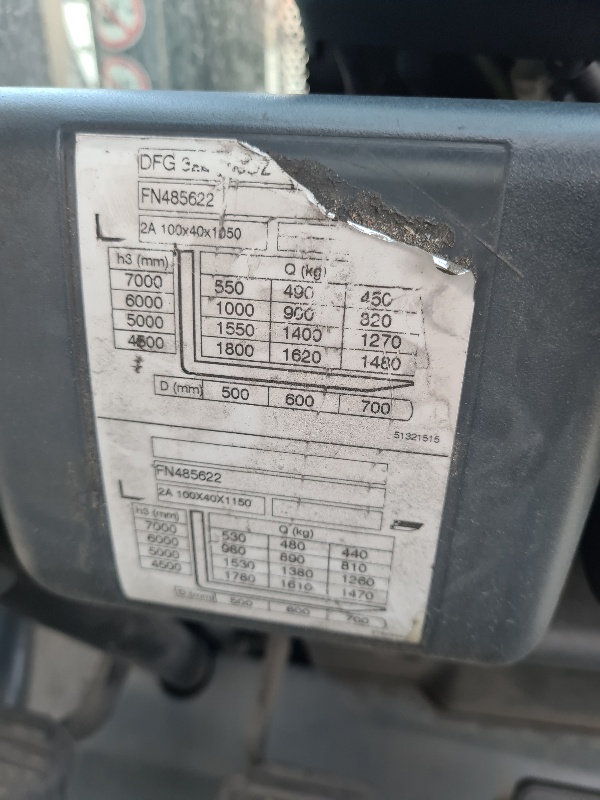 DFG
FN485622
2A 100x40x1050
h3 (mm) Q (kg)
7000 550 490 450
6000 1000 900 820
5000 1550 1400 1270
4500 1800 1620 1480
D (mm) 500 600 700
51321515
FN485622
2A 100X40X1150
h3 (mm) Q (kg)
7000 530 480 440
6000 980 890 810
5000 1530 1380 1260
4500 1780 1610 1470
D (mm) 500 600 700